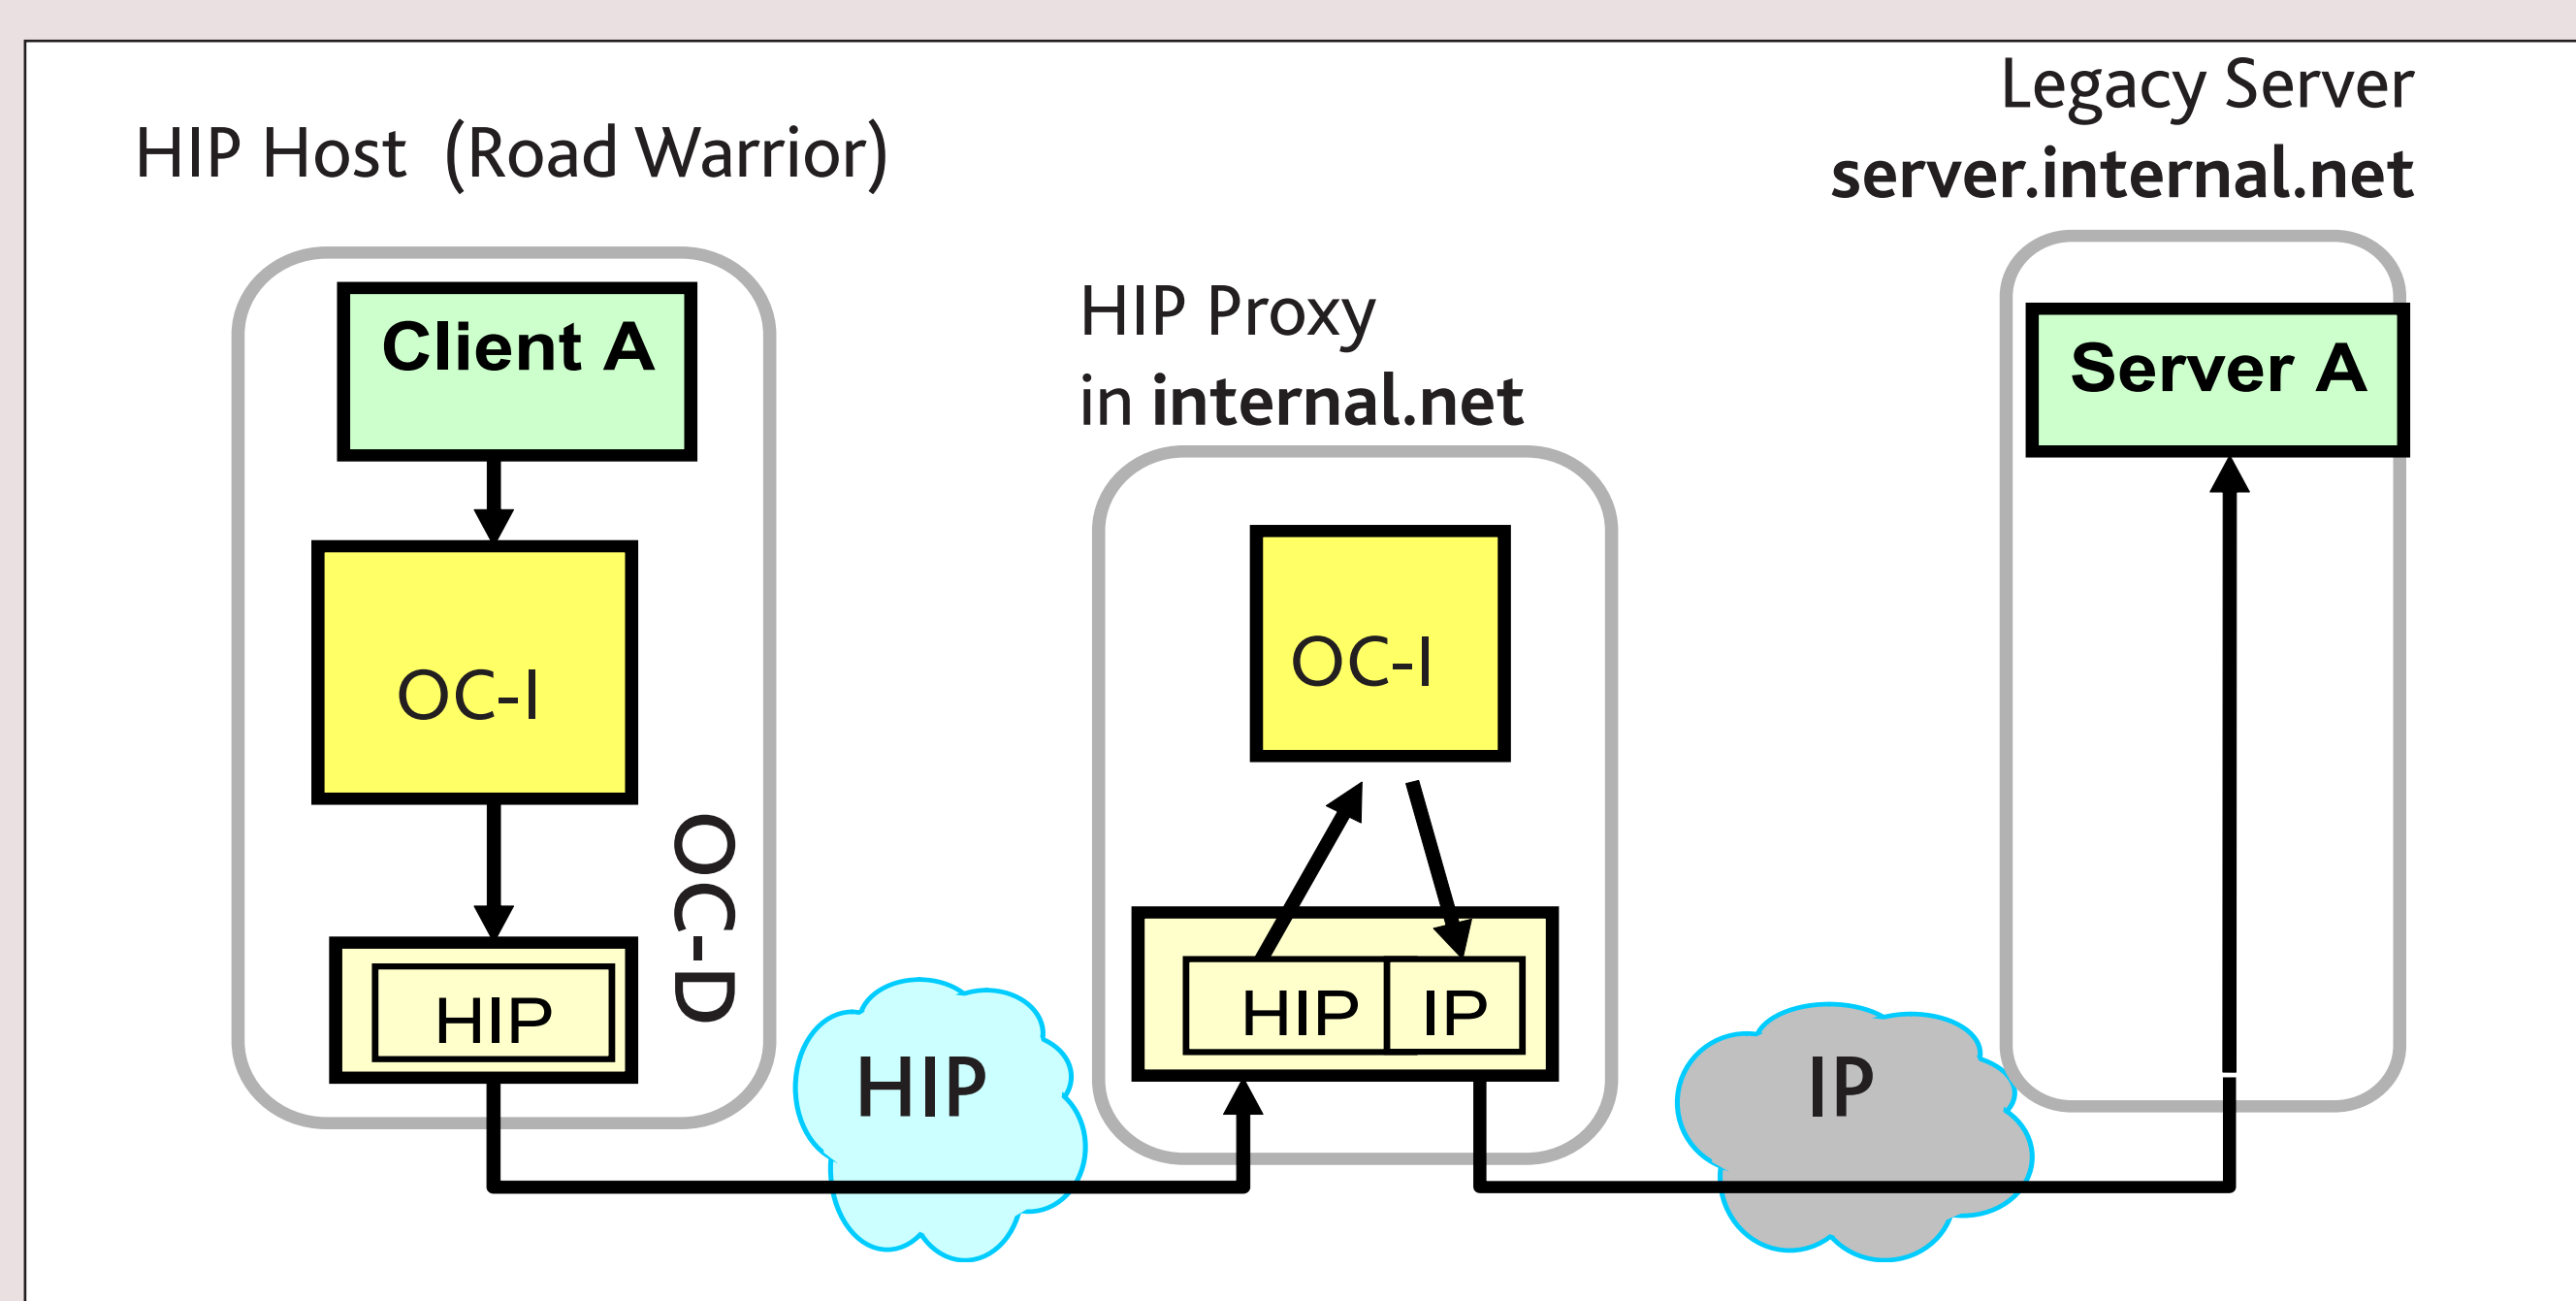 HIP Host (Road Warrior)
Client A
OC-I
OC-D
HIP
HIP
HIP Proxy
in internal.net
OC-I
HIP
IP
IP
Legacy Server
server.internal.net
Server A